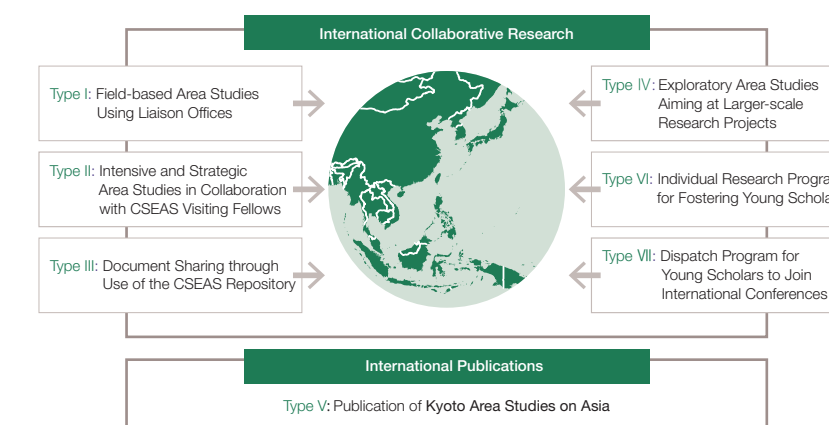 International Collaborative Research
Type I: Field-based Area Studies
Using Liaison Offices
Type II: Intensive and Strategic
Area Studies in Collaboration
with CSEAS Visiting Fellows
Type III: Document Sharing through
Use of the CSEAS Repository
Type IV: Exploratory Area Studies
Aiming at Larger-scale
Research Projects
Type VI: Individual Research
for Fostering Young
Type VII: Dispatch Program for
Young Scholars to Join
International Conferences
International Publications
Type V: Publication of Kyoto Area Studies on Asia